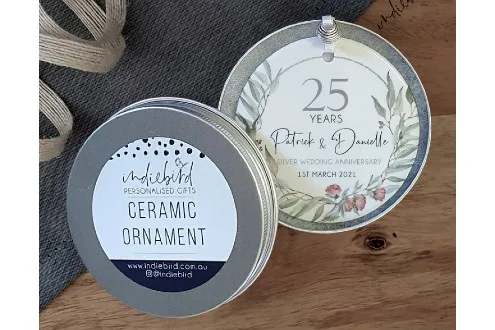 indiebird
PERSONALISED GIFTS
CERAMIC
ORNAMENT
www.indiebird.com.au
@indiebird
25
YEARS
Patrick & Danielle
SILVER WEDDING ANNIVERSARY
1ST MARCH 2021